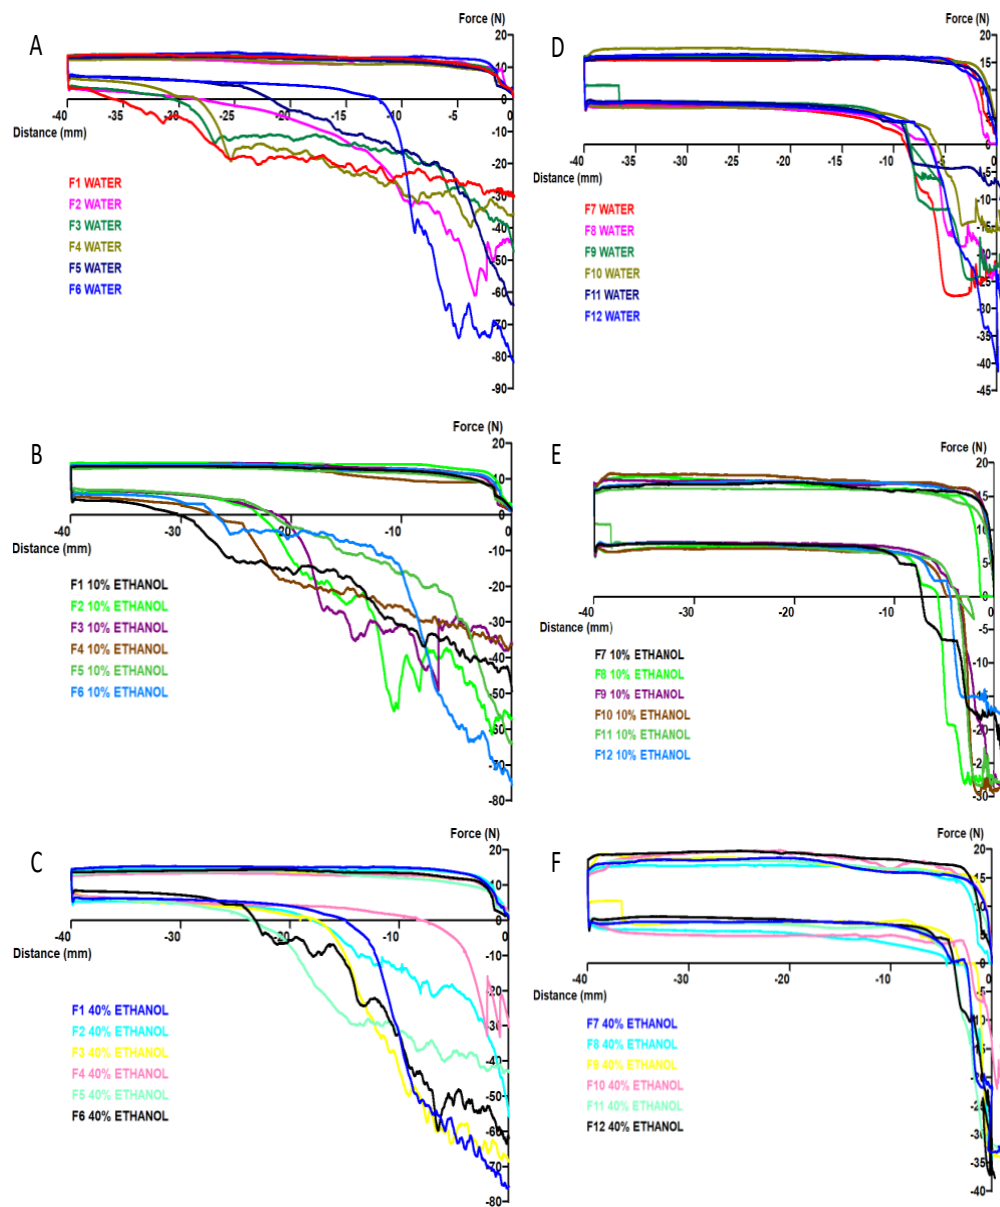 A
Force (N)
20
10
0
-40
-35
-30
-25
-20
-15
-10
-5
Distance (mm)
-10
-20
-30
-40
-50
-60
-70
-80
-90
F1 WATER
F2 WATER
F3 WATER
F4 WATER
F5 WATER
F6 WATER
D
Force (N)
20
15
10
5
0
-40
-35
-30
-25
-20
-15
-10
-5
Distance (mm)
-5
-10
-15
-20
-25
-30
-35
-40
-45
F7 WATER
F8 WATER
F9 WATER
F10 WATER
F11 WATER
F12 WATER
B
Force (N)
20
10
0
-40
-30
-20
-10
0
Distance (mm)
-10
-20
-30
-40
-50
-60
-70
-80
F1 10% ETHANOL
F2 10% ETHANOL
F3 10% ETHANOL
F4 10% ETHANOL
F5 10% ETHANOL
F6 10% ETHANOL
E
Force (N)
20
15
10
5
0
-40
-30
-20
-10
0
Distance (mm)
-5
-10
-15
-30
F7 10% ETHANOL
F8 10% ETHANOL
F9 10% ETHANOL
F10 10% ETHANOL
F11 10% ETHANOL
F12 10% ETHANOL
C
Force (N)
20
10
0
-40
-30
-20
-10
0
Distance (mm)
-10
-20
-30
-40
-50
-60
-70
-80
F1 40% ETHANOL
F2 40% ETHANOL
F3 40% ETHANOL
F4 40% ETHANOL
F5 40% ETHANOL
F6 40% ETHANOL
F
Force (N)
20
15
10
5
0
-40
-30
-20
-10
0
Distance (mm)
-5
-10
-15
-20
-25
-30
-35
-40
F7 40% ETHANOL
F8 40% ETHANOL
F9 40% ETHANOL
F10 40% ETHANOL
F11 40% ETHANOL
F12 40% ETHANOL